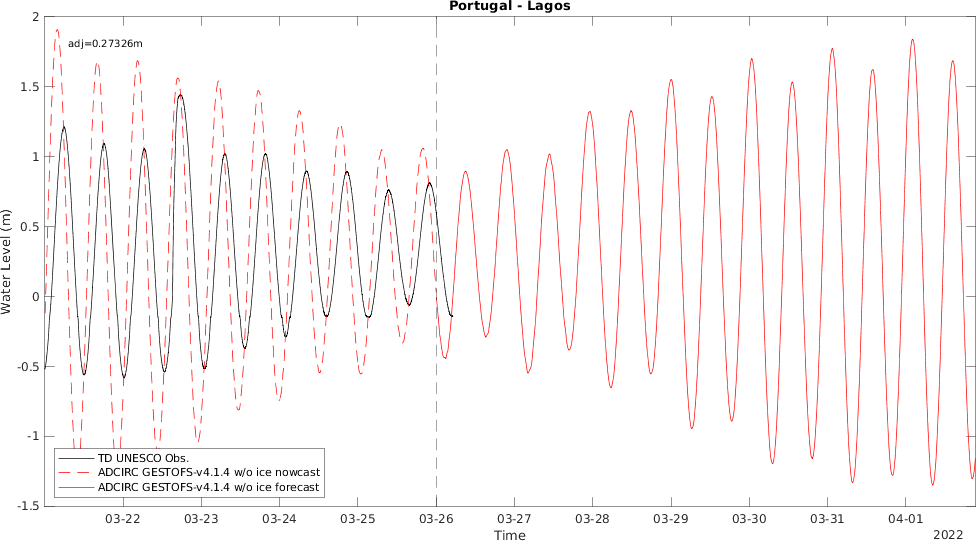 Portugal - Lagos
adj=0.27326m
Water Level (m)
2
1.5
1
0.5
0
-0.5
-1
-1.5
TD UNESCO Obs.
ADCIRC GESTOFS-v4.1.4 w/o ice nowcast
ADCIRC GESTOFS-v4.1.4 w/o ice forecast
03-22 03-23 03-24 03-25 03-26 03-27 03-28 03-29 03-30 03-31 04-01
Time
2022